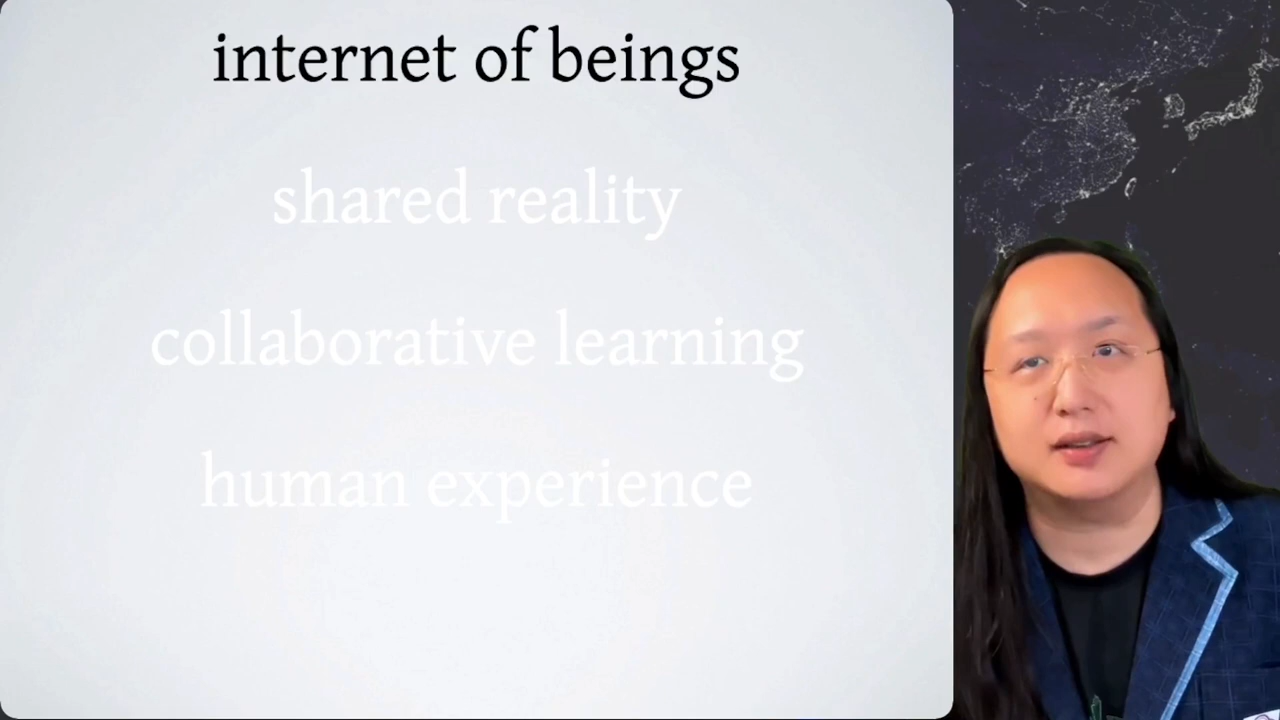 internet of beings
shared reality
collaborative learning
human experience